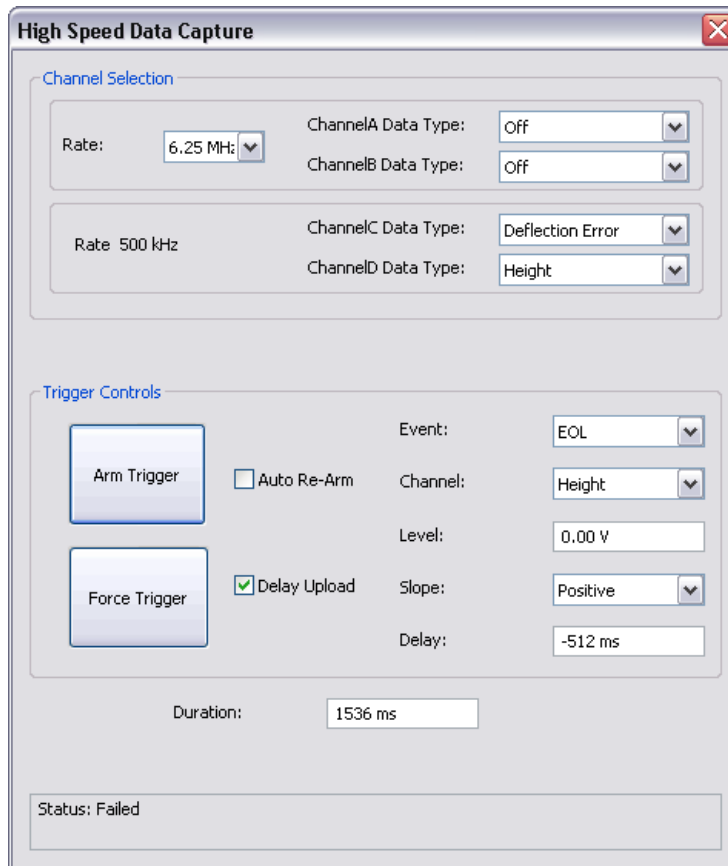 High Speed Data Capture
Channel Selection
Rate: 6.25 MHz ChannelA Data Type: Off
ChannelB Data Type: Off
Rate 500 kHz ChannelC Data Type: Deflection Error
ChannelD Data Type: Height
Trigger Controls
Event: EOL
Arm Trigger Auto Re-Arm Channel: Height
Level: 0.00 V
Force Trigger Delay Upload Slope: Positive
Delay: -512 ms
Duration: 1536 ms
Status: Failed